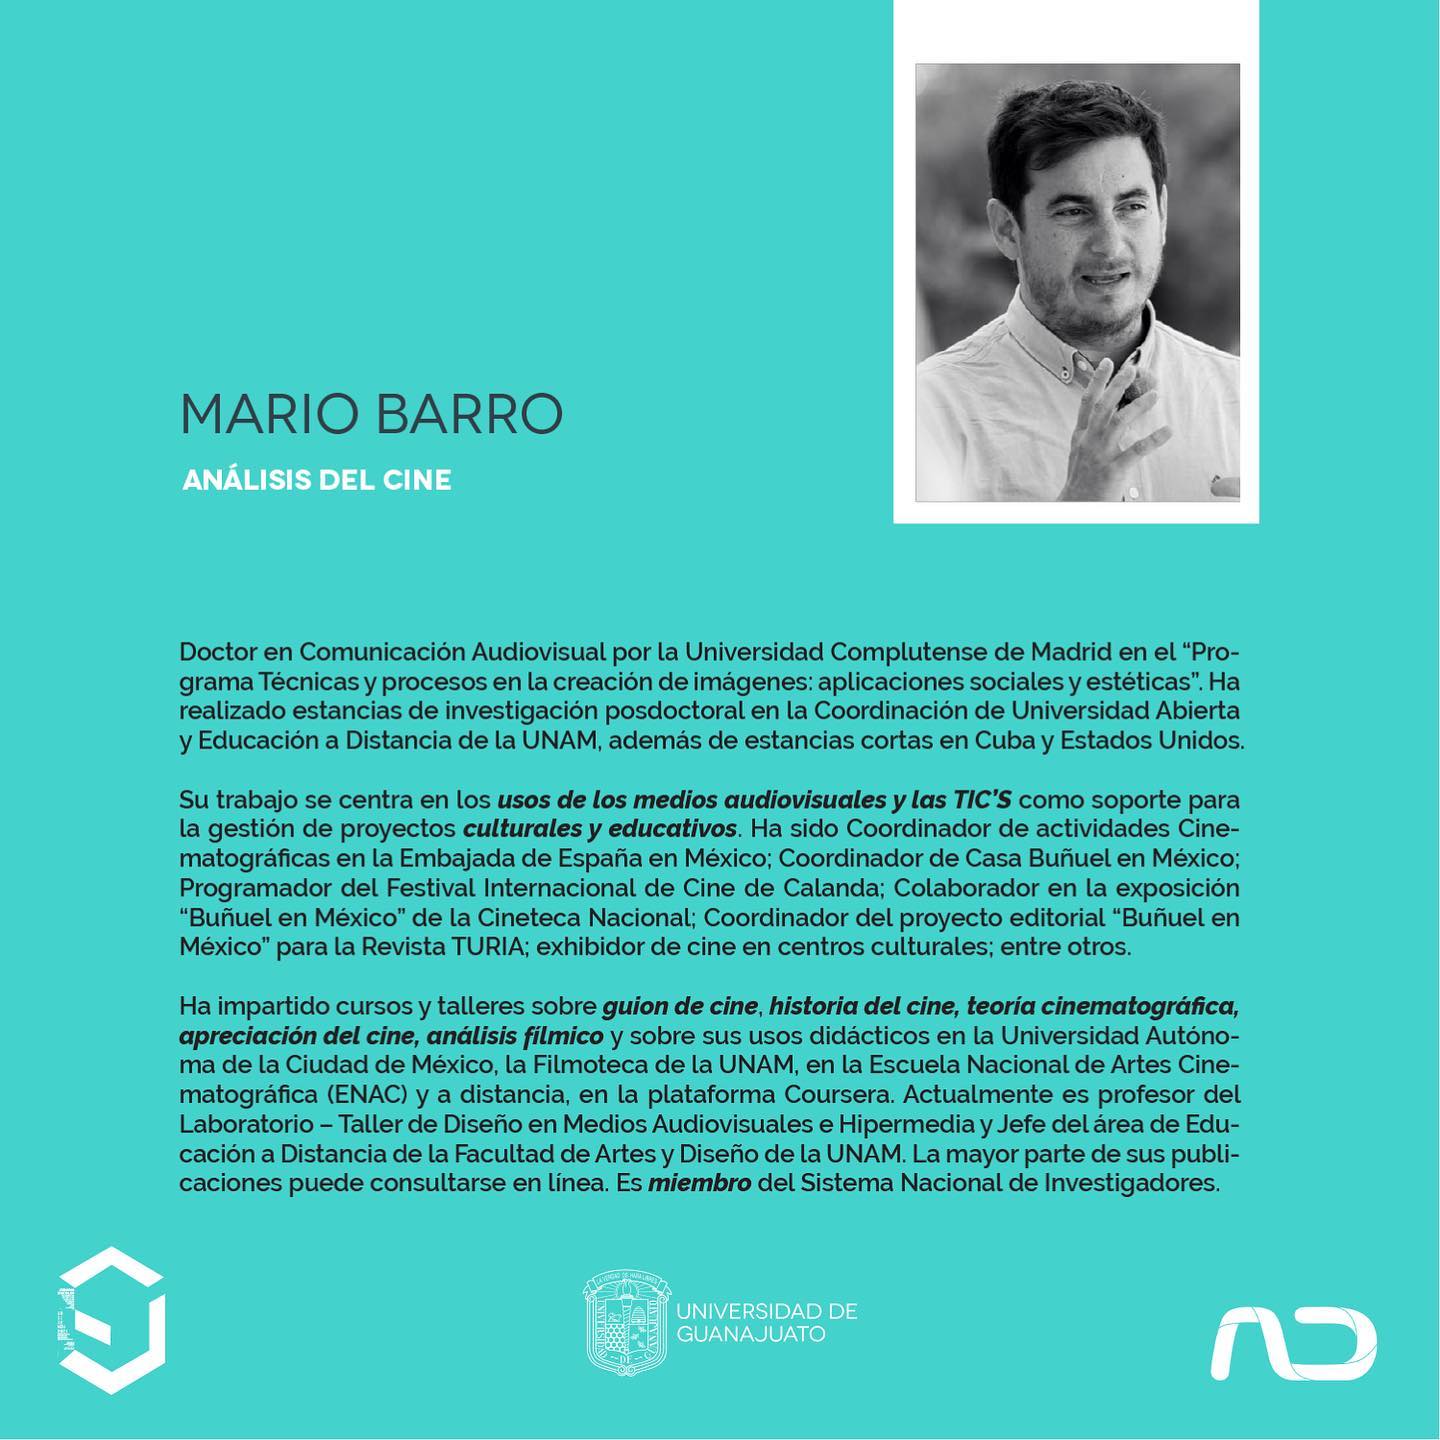 MARIO BARRO
ANÁLISIS DEL CINE
Doctor en Comunicación Audiovisual por la Universidad Complutense de Madrid en el “Pro-
grama Técnicas y procesos en la creación de imágenes: aplicaciones sociales y estéticas”. Ha
realizado estancias de investigación posdoctoral en la Coordinación de Universidad Abierta
y Educación a Distancia de la UNAM, además de estancias cortas en Cuba y Estados Unidos.
Su trabajo se centra en los usos de los medios audiovisuales y las TIC’S como soporte para
la gestión de proyectos culturales y educativos. Ha sido Coordinador de actividades Cine-
matográficas en la Embajada de España en México; Coordinador de Casa Buñuel en México;
Programador del Festival Internacional de Cine de Calanda; Colaborador en la exposición
“Buñuel en México” de la Cineteca Nacional; Coordinador del proyecto editorial “Buñuel en
México” para la Revista TURIA; exhibidor de cine en centros culturales; entre otros.
Ha impartido cursos y talleres sobre guion de cine, historia del cine, teoría cinematográfica,
apreciación del cine, análisis fílmico y sobre sus usos didácticos en la Universidad Autóno-
ma de la Ciudad de México, la Filmoteca de la UNAM, en la Escuela Nacional de Artes Cine-
matográfica (ENAC) y a distancia, en la plataforma Coursera. Actualmente es profesor del
Laboratorio – Taller de Diseño en Medios Audiovisuales e Hipermedia y Jefe del área de Edu-
cación a Distancia de la Facultad de Artes y Diseño de la UNAM. La mayor parte de sus publi-
caciones puede consultarse en línea. Es miembro del Sistema Nacional de Investigadores.
UNIVERSIDAD DE
GUANAJUATO